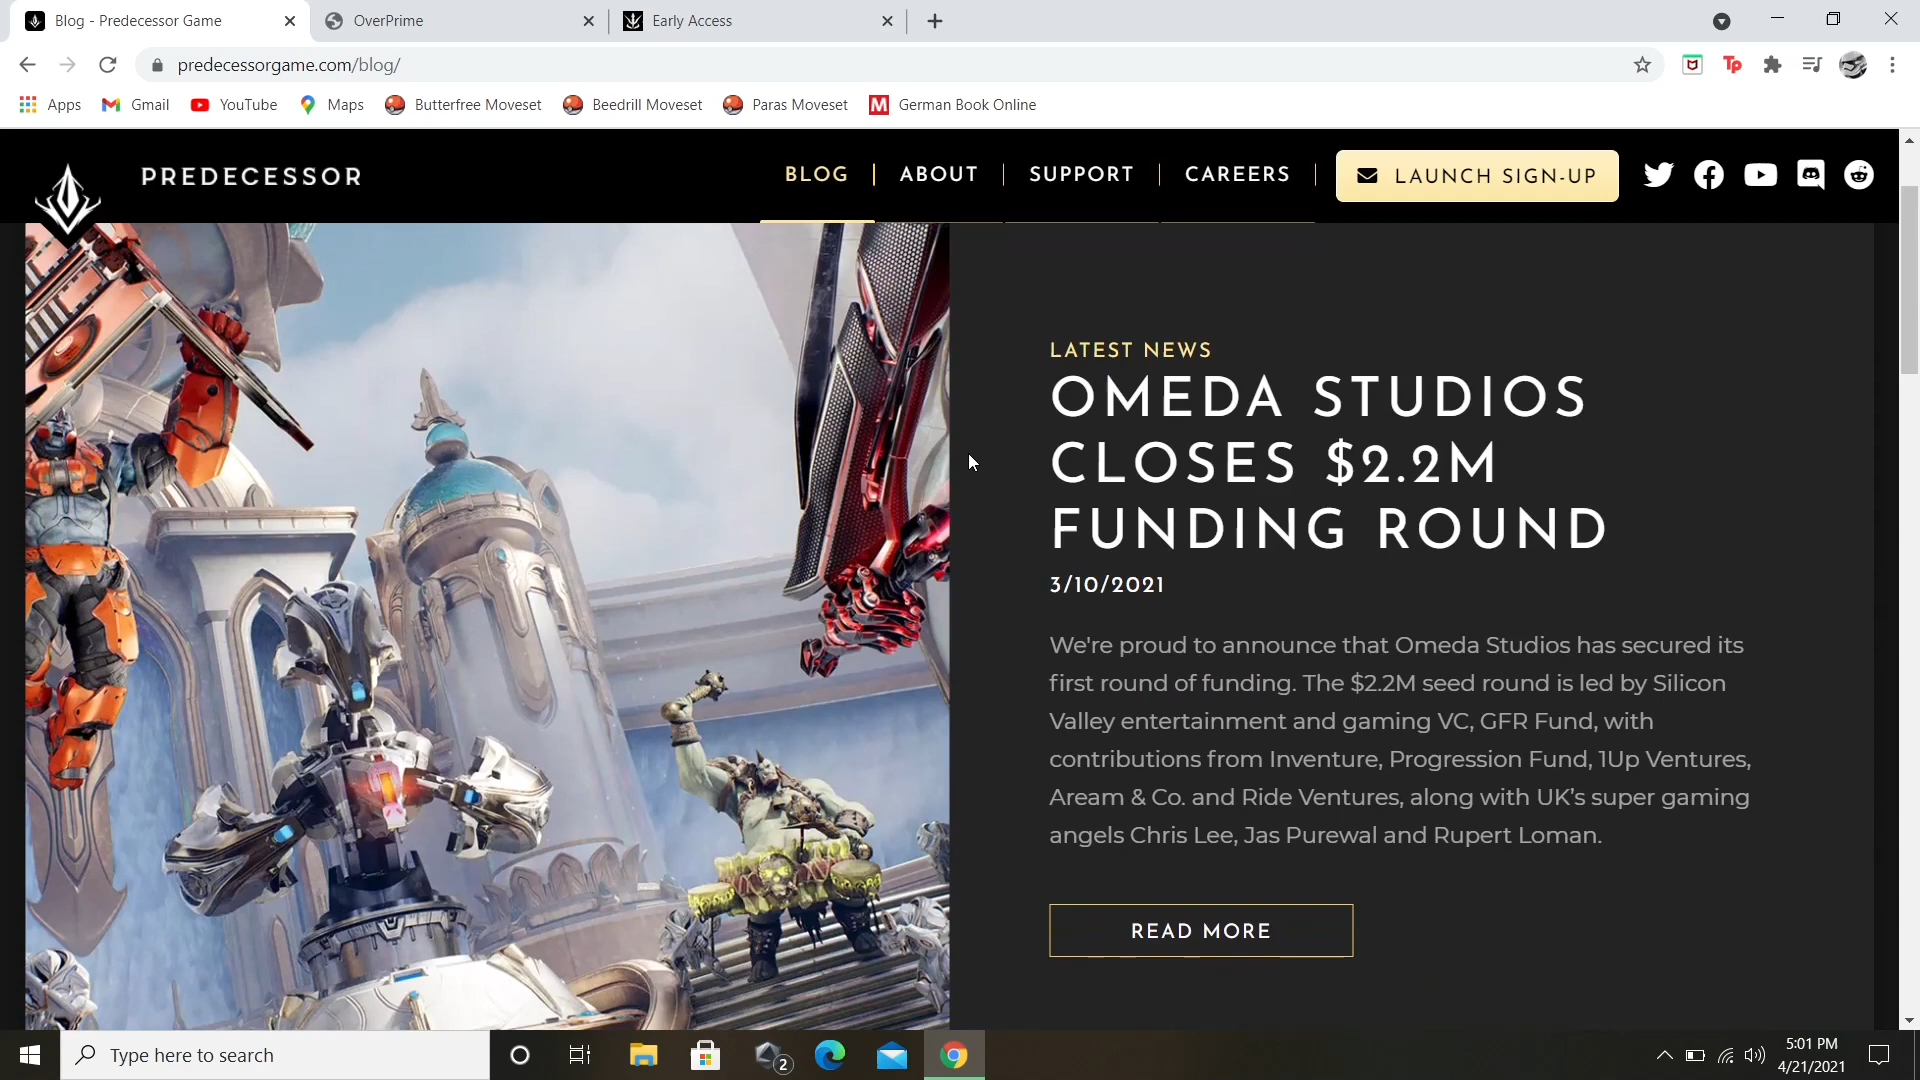 Blog - Predecessor Game
OverPrime
Early Access
predecessorgame.com/blog/
Apps
Gmail
YouTube
Maps
Butterfree Moveset
Beedrill Moveset
Paras Moveset
German Book Online
PREDECESSOR
BLOG
ABOUT
SUPPORT
CAREERS
LAUNCH SIGN-UP
LATEST NEWS
OMEDA STUDIOS
CLOSES $2.2M
FUNDING ROUND
3/10/2021
We're proud to announce that Omeda Studios has secured its
first round of funding. The $2.2M seed round is led by Silicon
Valley entertainment and gaming VC, GFR Fund, with
contributions from Inventure, Progression Fund, 1Up Ventures,
Aream & Co. and Ride Ventures, along with UK’s super gaming
angels Chris Lee, Jas Purewal and Rupert Loman.
READ MORE
Type here to search
2
5:01 PM
4/21/2021